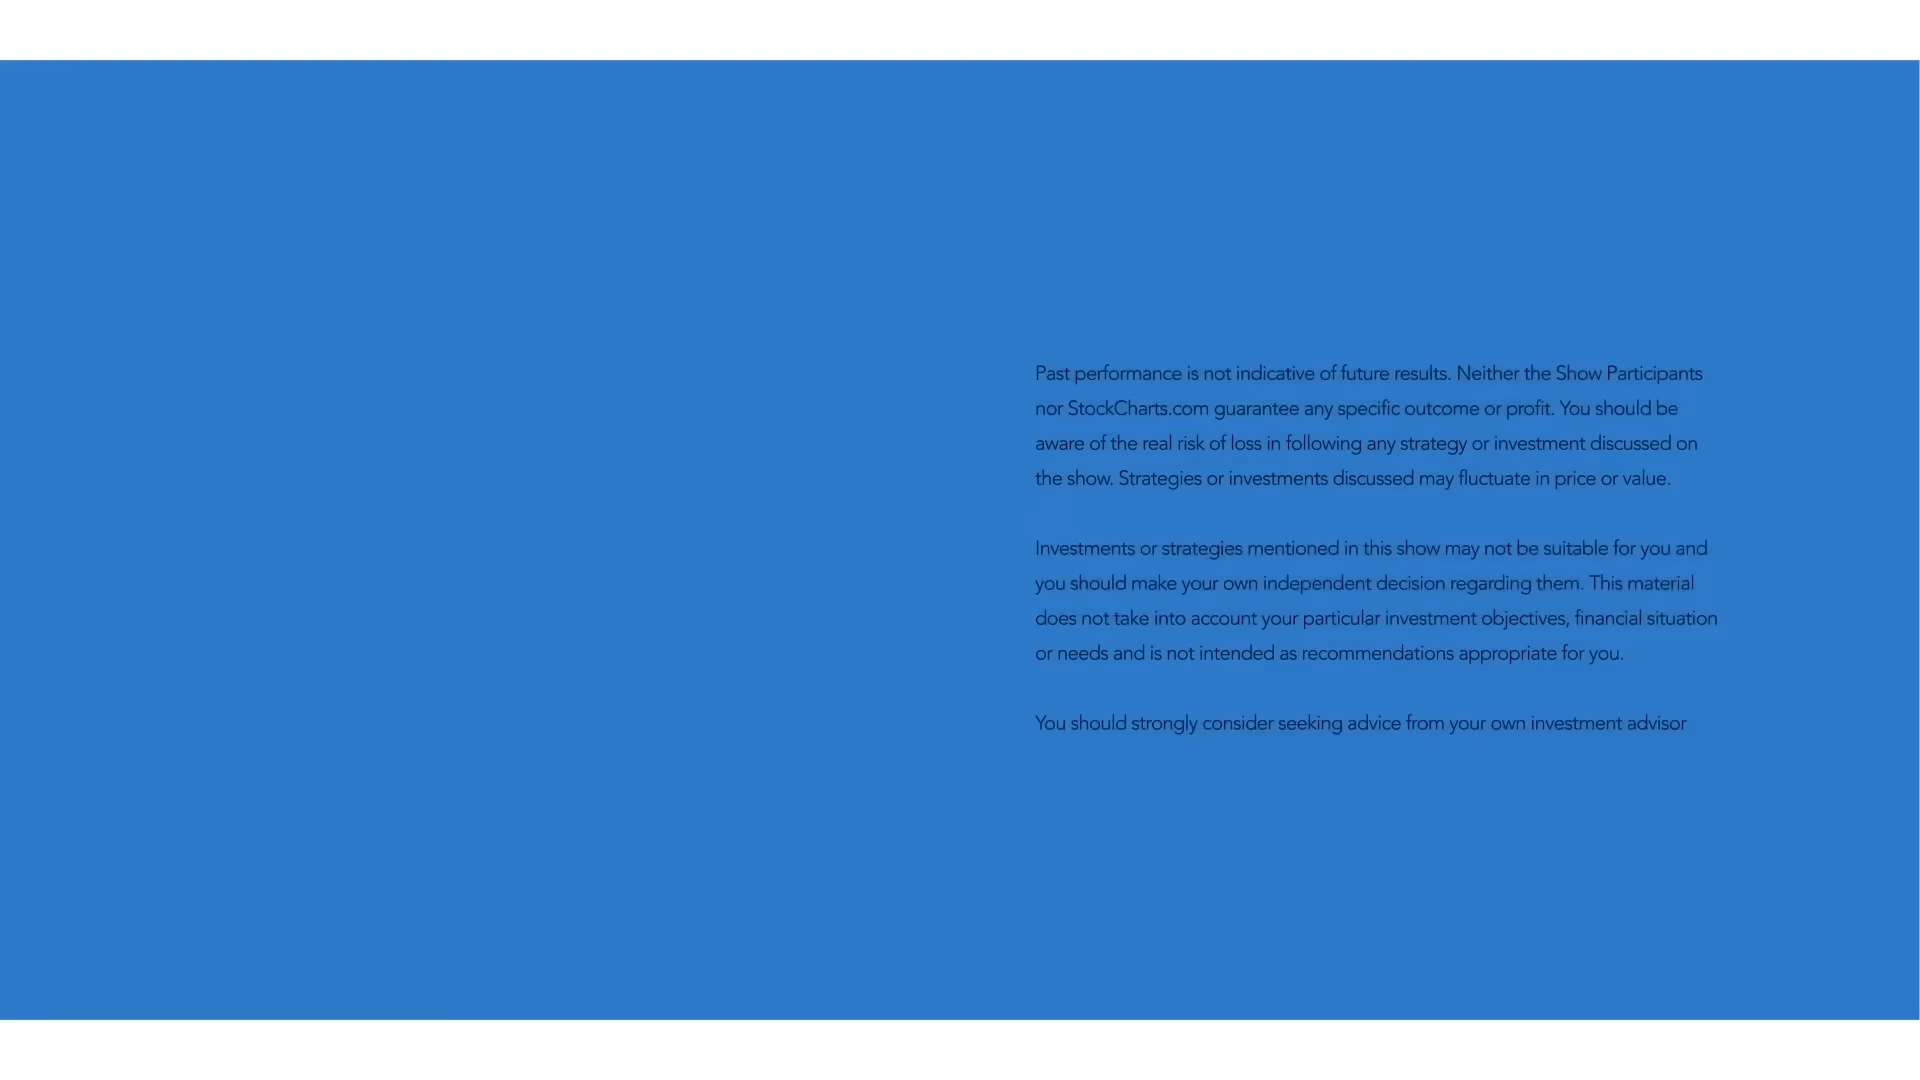 Past performance is not indicative of future results. Neither the Show Participants
nor StockCharts.com guarantee any specific outcome or profit. You should be
aware of the real risk of loss in following any strategy or investment discussed on
the show. Strategies or investments discussed may fluctuate in price or value.
Investments or strategies mentioned in this show may not be suitable for you and
you should make your own independent decision regarding them. This material
does not take into account your particular investment objectives, financial situation
or needs and is not intended as recommendations appropriate for you.
You should strongly consider seeking advice from your own investment advisor